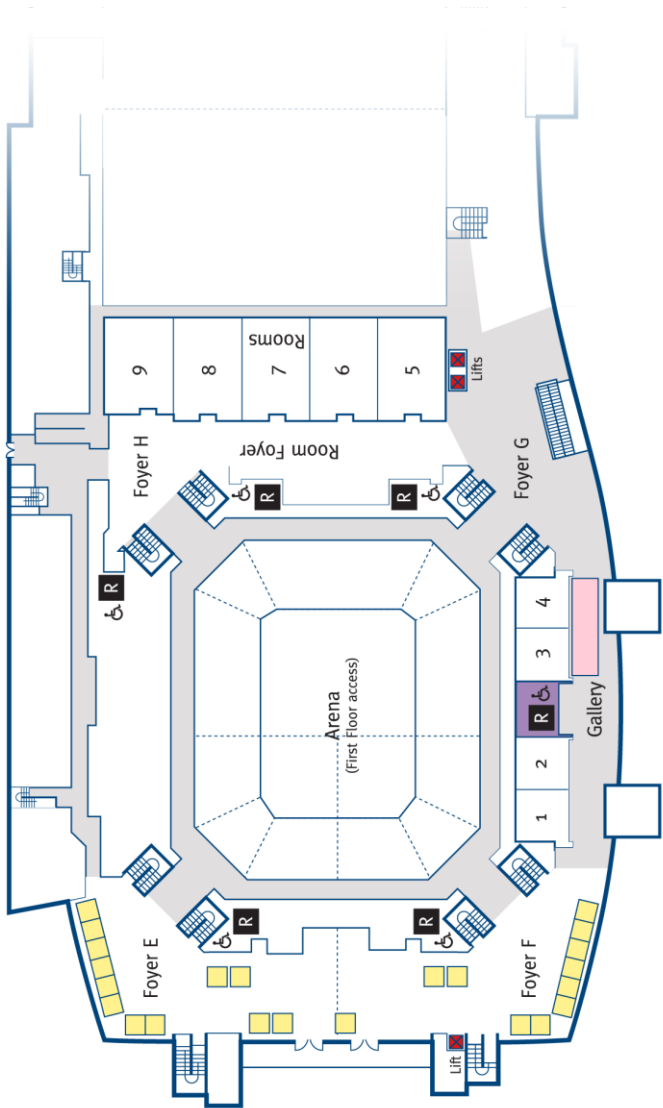 9
8
7
6
5
Rooms
Lifts
Foyer H
Room Foyer
Foyer G
R
R
R
4
3
R
2
1
Gallery
Arena
(First Floor access)
R
R
Foyer E
Foyer F
Lift